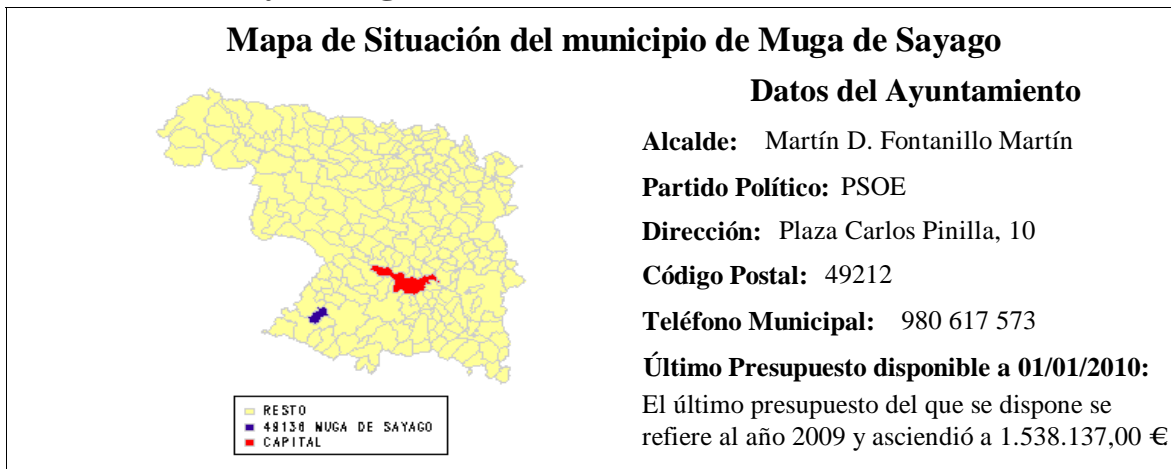 Mapa de Situación del municipio de Muga de Sayago
Datos del Ayuntamiento
Alcalde: Martín D. Fontanillo Martín
Partido Político: PSOE
Dirección: Plaza Carlos Pinilla, 10
Código Postal: 49212
Teléfono Municipal: 980 617 573
Último Presupuesto disponible a 01/01/2010:
El último presupuesto del que se dispone se
refiere al año 2009 y asciendió a 1.538.137,00 €
RESTO
49136 MUGA DE SAYAGO
CAPITAL